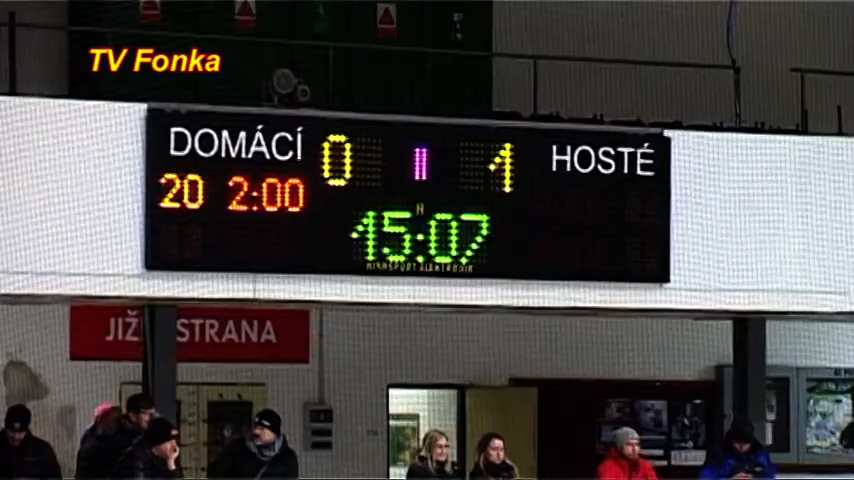 TV Fonka
DOMÁCÍ 0 II 1 HOSTÉ
20 2:00
15:07
JIŽ STRANA